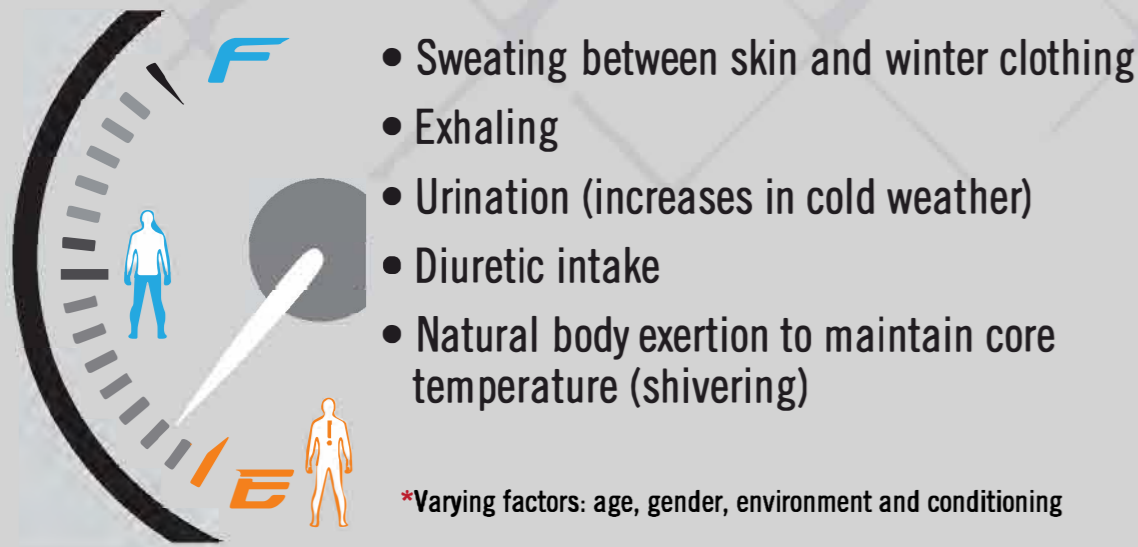 F
• Sweating between skin and winter clothing
• Exhaling
• Urination (increases in cold weather)
• Diuretic intake
• Natural body exertion to maintain core
temperature (shivering)
!
E
*Varying factors: age, gender, environment and conditioning